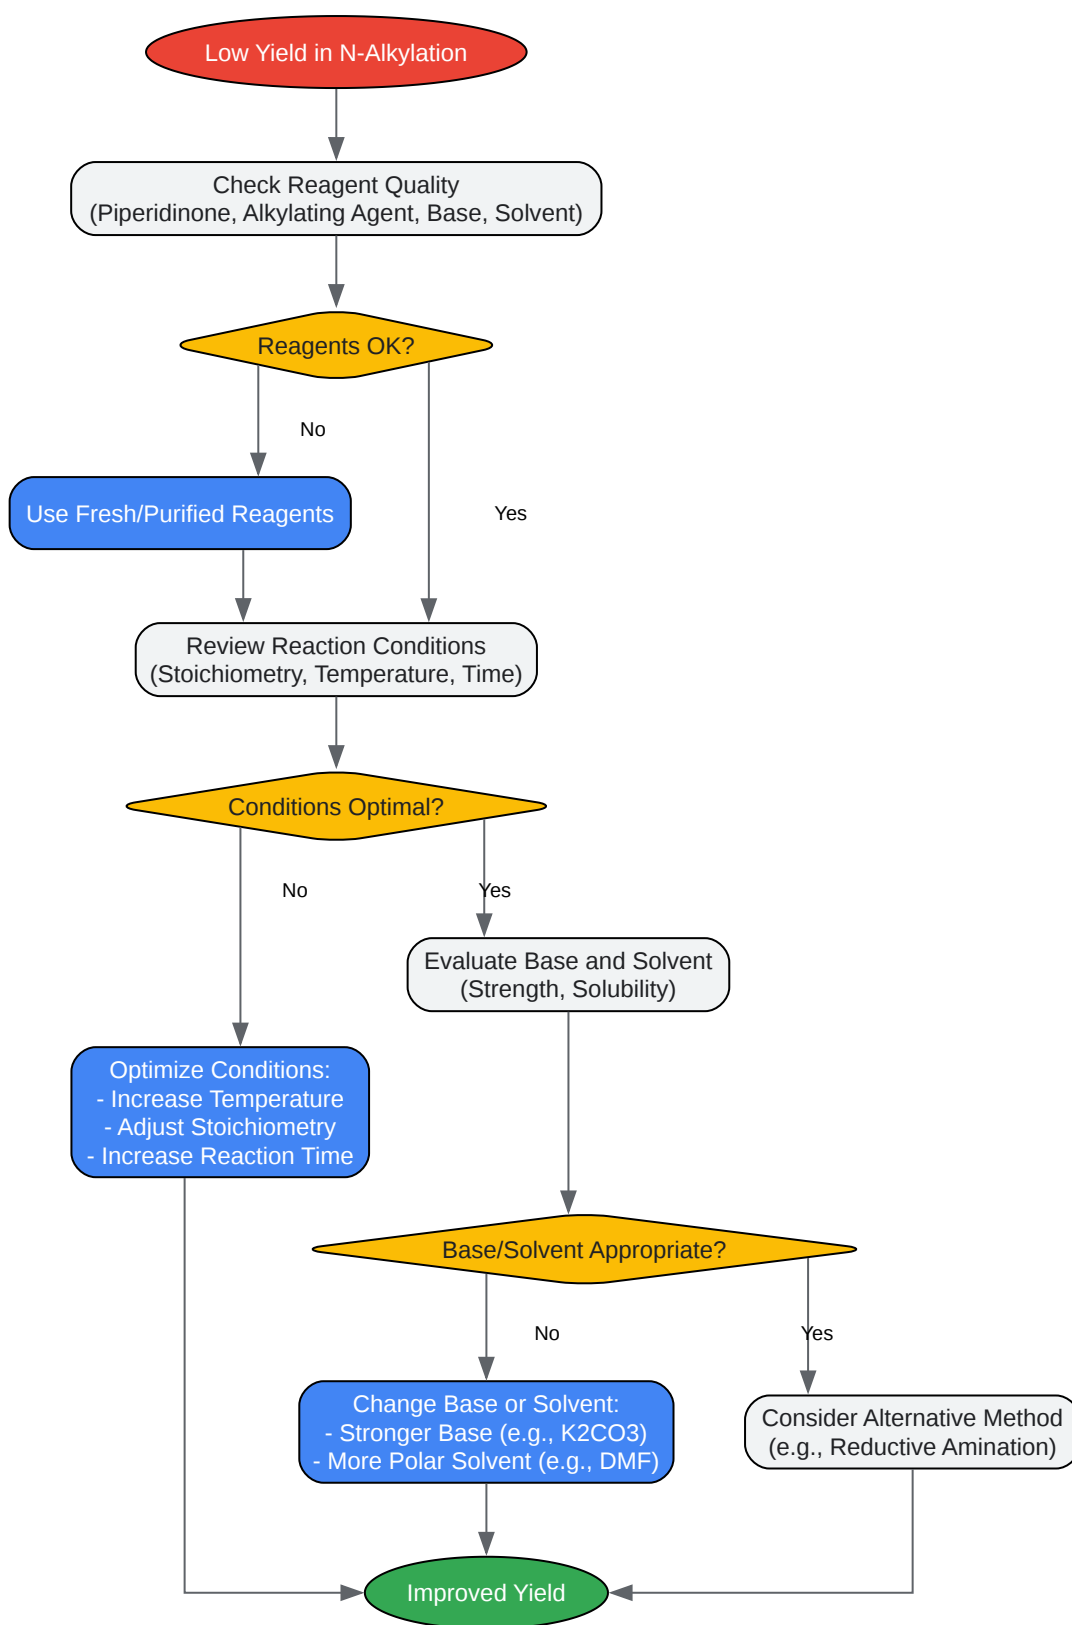 Low Yield in N-Alkylation
Check Reagent Quality
(Piperidinone, Alkylating Agent, Base, Solvent)
Reagents OK?
No
Use Fresh/Purified Reagents
Yes
Review Reaction Conditions
(Stoichiometry, Temperature, Time)
Conditions Optimal?
No
Yes
Evaluate Base and Solvent
(Strength, Solubility)
Optimize Conditions:
- Increase Temperature
- Adjust Stoichiometry
- Increase Reaction Time
Base/Solvent Appropriate?
No
Yes
Change Base or Solvent:
- Stronger Base (e.g., K2CO3)
- More Polar Solvent (e.g., DMF)
Consider Alternative Method
(e.g., Reductive Amination)
Improved Yield